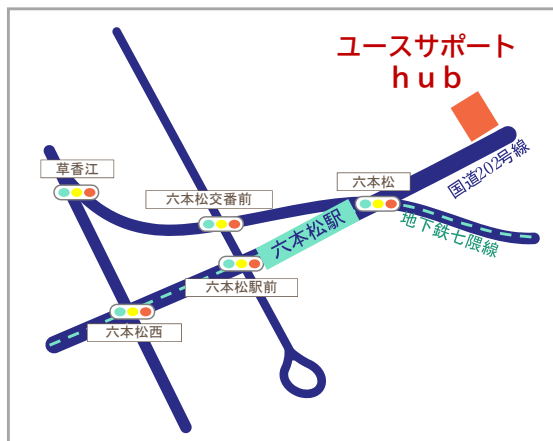 ユースサポート
ｈｕｂ
草香江
六本松交番前
六本松
国道202号線
地下鉄七隈線
六本松駅
六本松駅前
六本松西